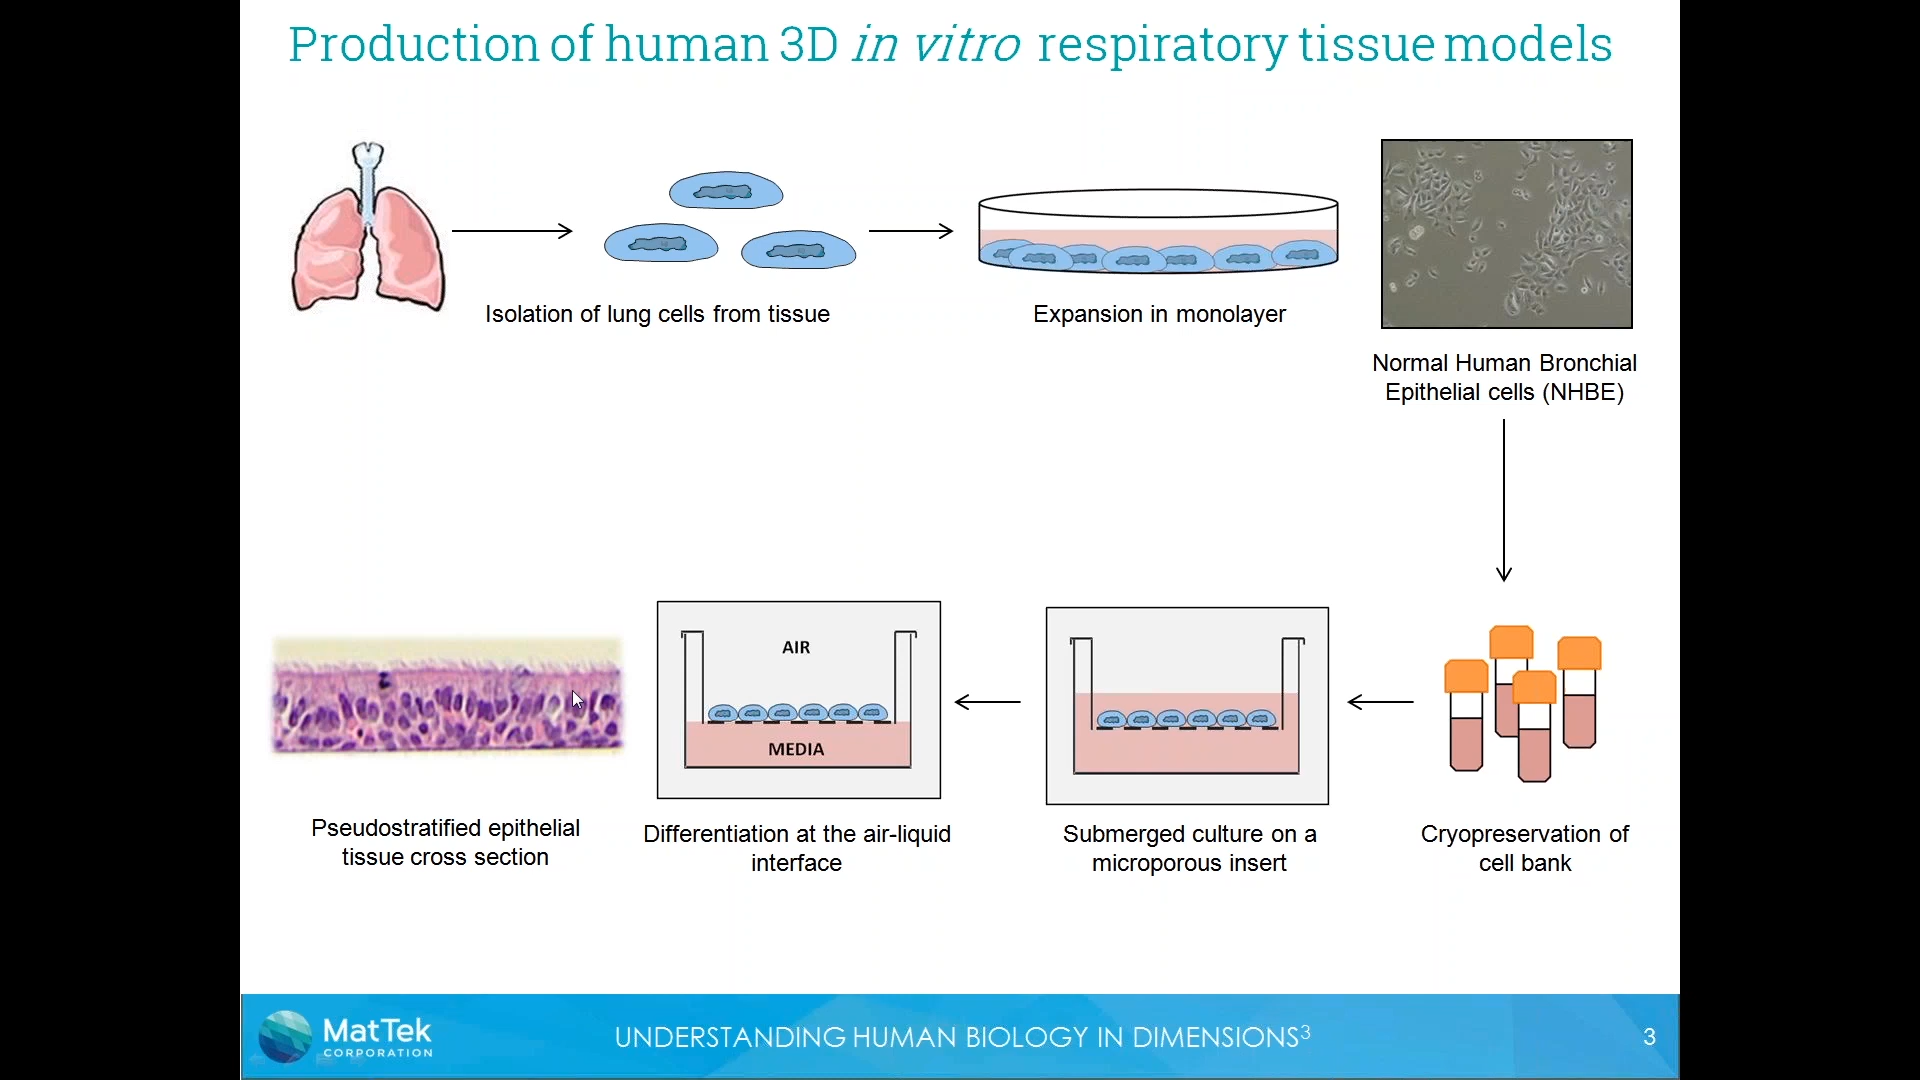 Production of human 3D in vitro respiratory tissue models
Isolation of lung cells from tissue
Expansion in monolayer
Normal Human Bronchial
Epithelial cells (NHBE)
AIR
MEDIA
Pseudostratified epithelial
tissue cross section
Differentiation at the air-liquid
interface
Submerged culture on a
microporous insert
Cryopreservation of
cell bank
MatTek
CORPORATION
UNDERSTANDING HUMAN BIOLOGY IN DIMENSIONS³
3